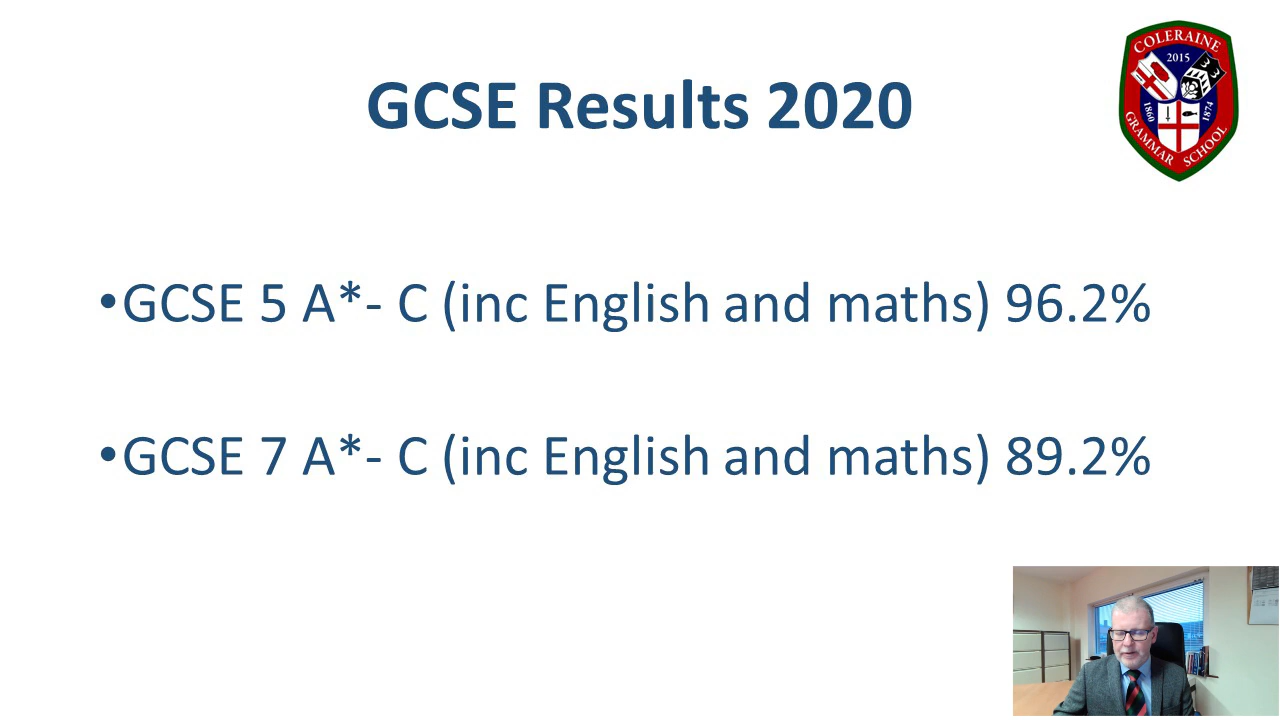 COLERAINE
2015
1860
1874
GRAMMAR SCHOOL
GCSE Results 2020
•GCSE 5 A*- C (inc English and maths) 96.2%
•GCSE 7 A*- C (inc English and maths) 89.2%